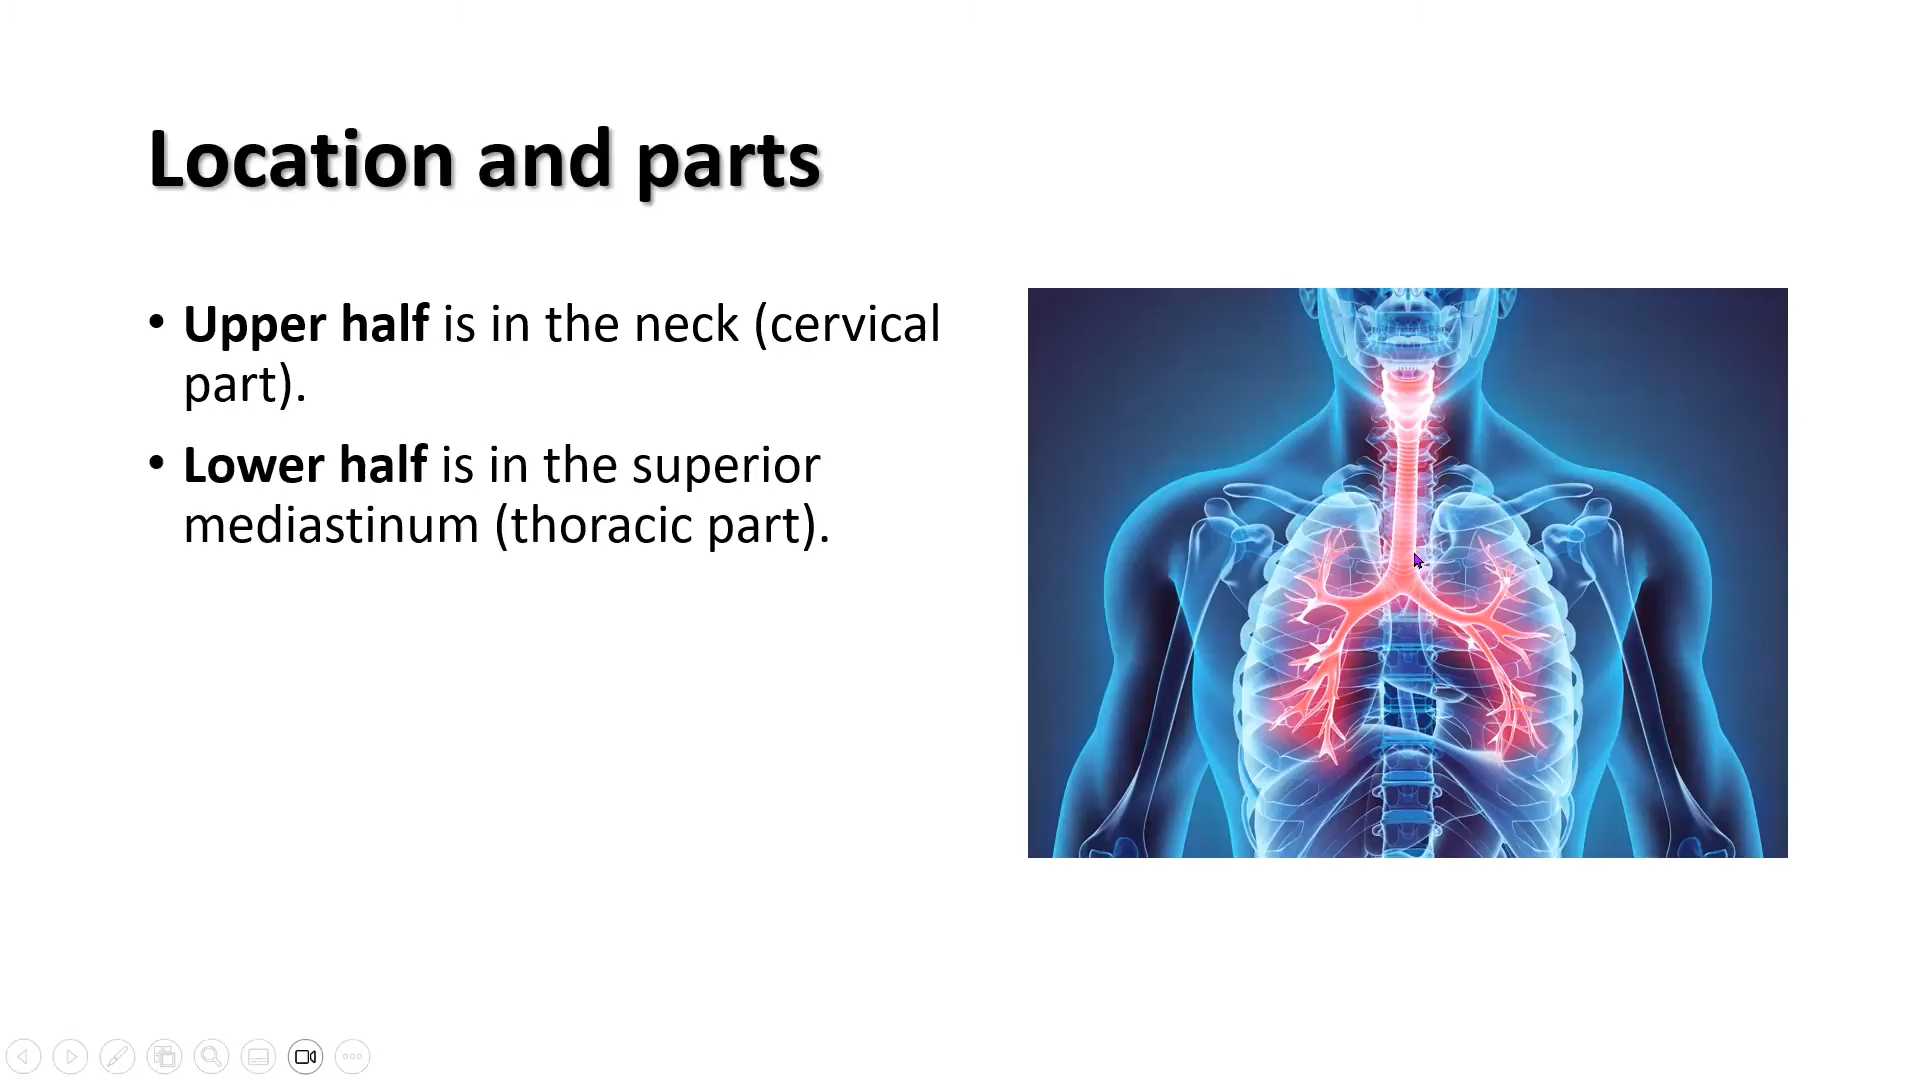 Location and parts
• Upper half is in the neck (cervical
part).
• Lower half is in the superior
mediastinum (thoracic part).